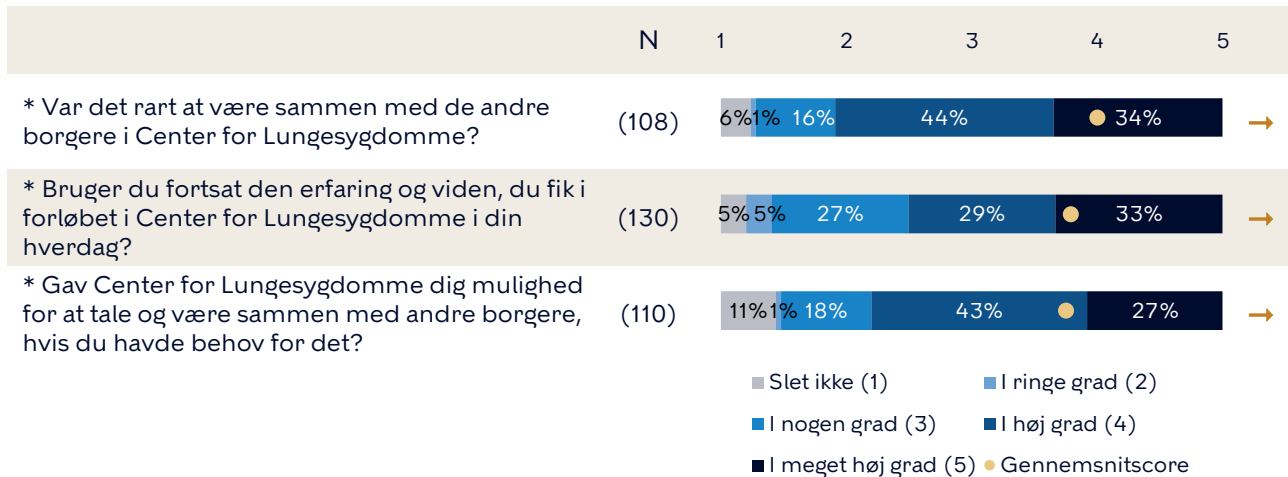 N 1 2 3 4 5
* Var det rart at være sammen med de andre
borgere i Center for Lungesygdomme?
(108) 6% 1% 16% 44% 34% →
* Bruger du fortsat den erfaring og viden, du fik i
forløbet i Center for Lungesygdomme i din
hverdag?
(130) 5% 5% 27% 29% 33% →
* Gav Center for Lungesygdomme dig mulighed
for at tale og være sammen med andre borgere,
hvis du havde behov for det?
(110) 11% 1% 18% 43% 27% →
Slet ikke (1) I ringe grad (2)
I nogen grad (3) I høj grad (4)
I meget høj grad (5) Gennemsnitscore